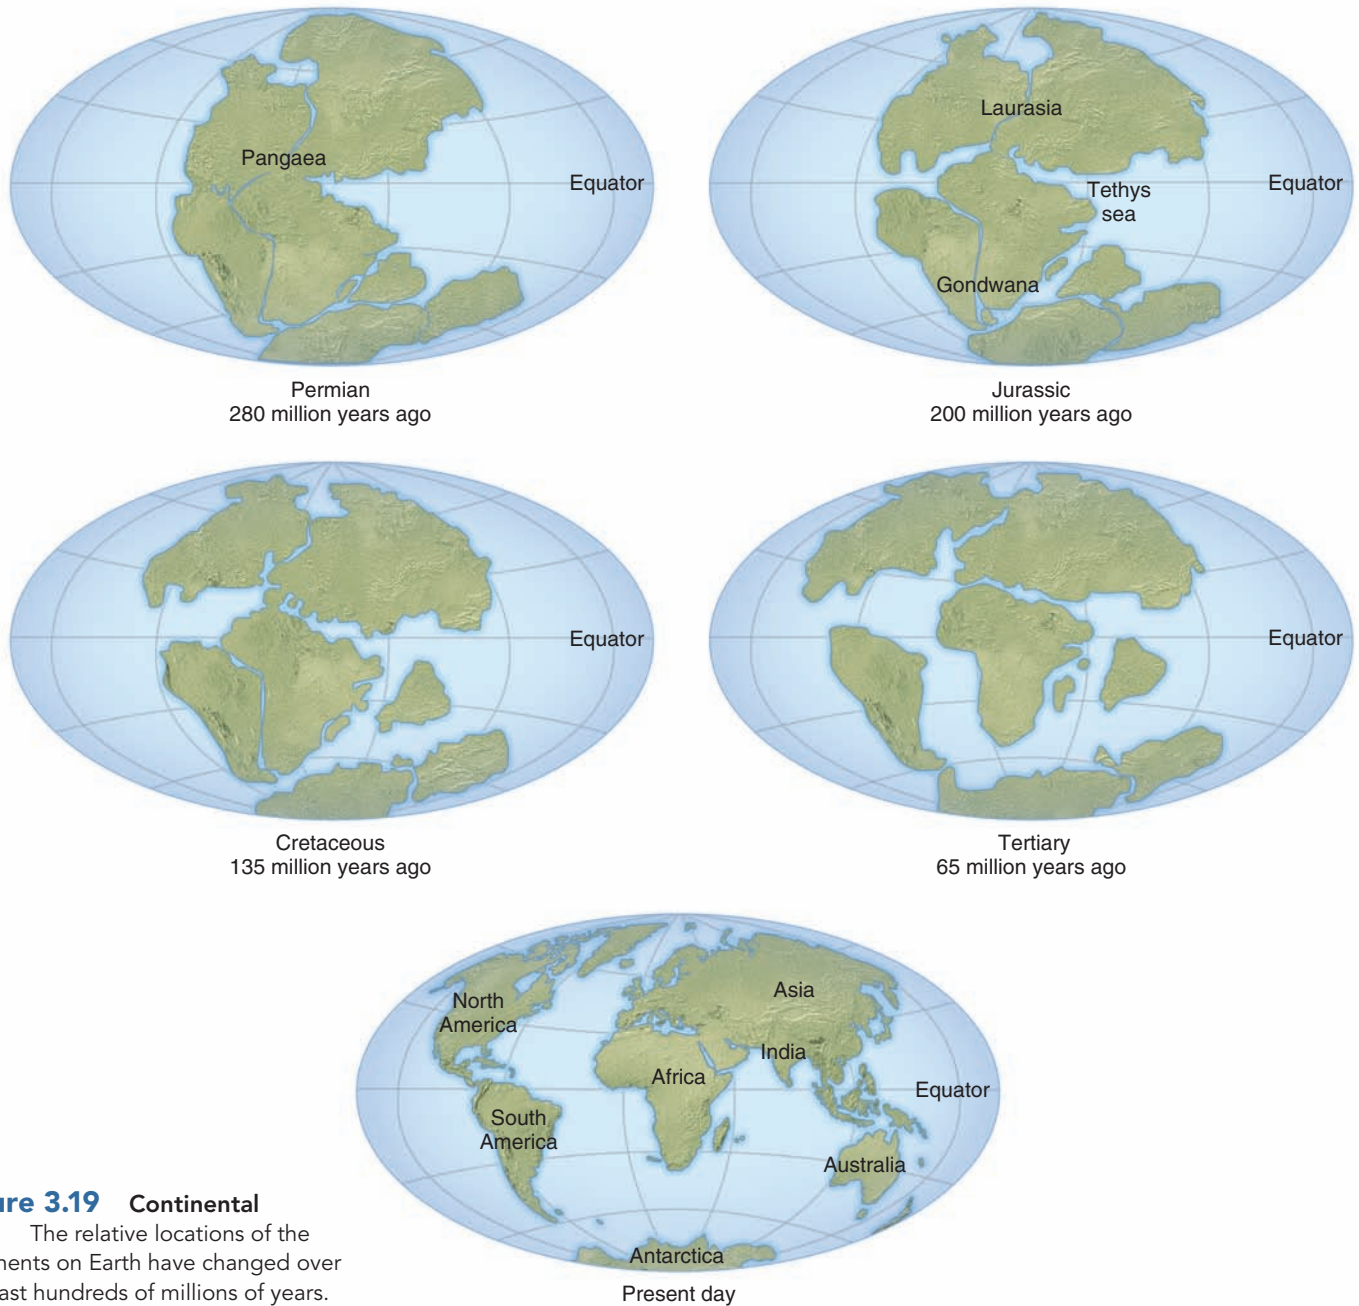 Pangaea
Equator
Permian
280 million years ago
Laurasia
Equator
Tethys
sea
Gondwana
Jurassic
200 million years ago
Equator
Cretaceous
135 million years ago
Equator
Tertiary
65 million years ago
North
America
Asia
India
Africa
Equator
South
America
Australia
Antarctica
Present day
ure 3.19 Continental
The relative locations of the
nents on Earth have changed over
ast hundreds of millions of years.